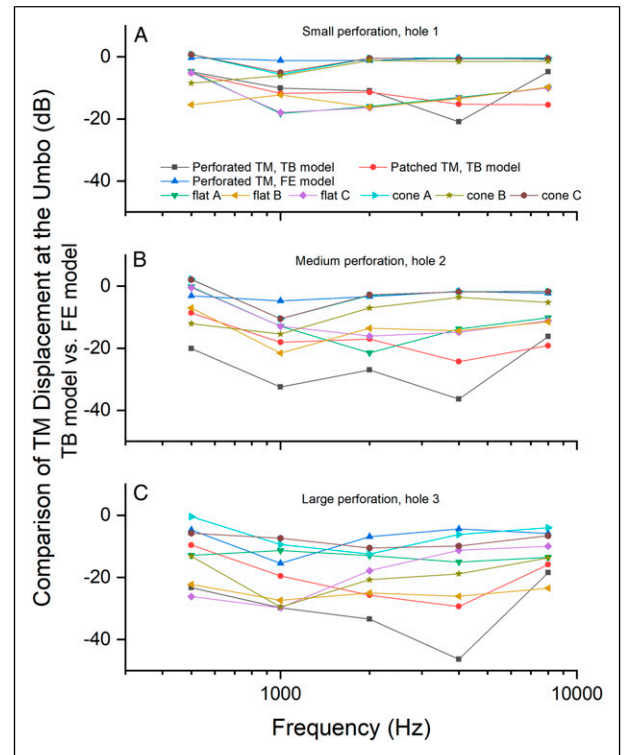 Comparison of TM Displacement at the Umbo (dB)
TB model vs. FE model
A
Small perforation, hole 1
0
-20
-40
Perforated TM, TB model Patched TM, TB model
Perforated TM, FE model
flat A flat B flat C cone A cone B cone C
B
Medium perforation, hole 2
0
-20
-40
C
Large perforation, hole 3
0
-20
-40
1000 10000
Frequency (Hz)